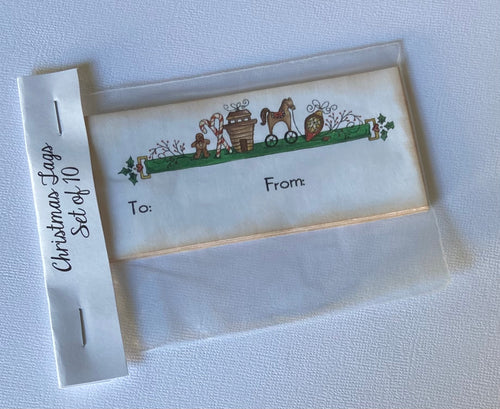 Christmas Tags
Set of 10
From:
To: